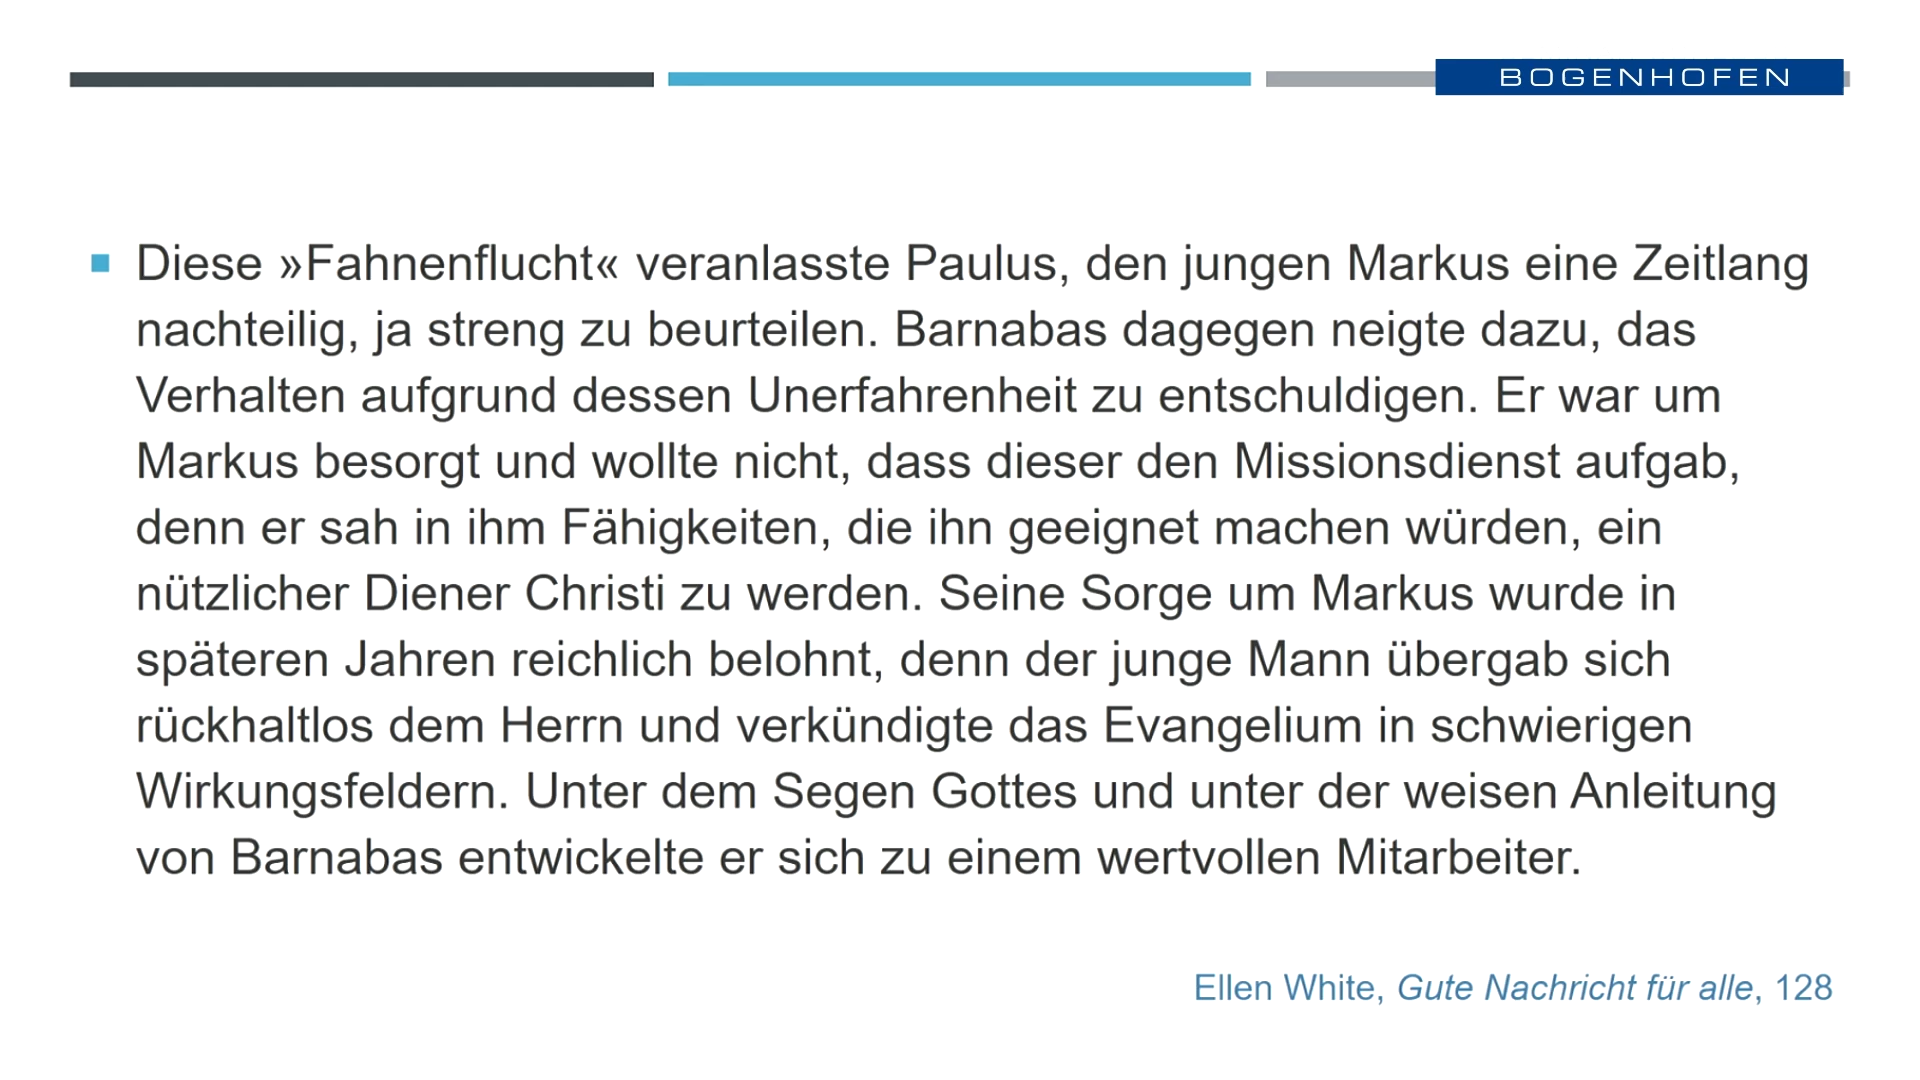 BOGENHOFEN
Diese »Fahnenflucht« veranlasste Paulus, den jungen Markus eine Zeitlang
nachteilig, ja streng zu beurteilen. Barnabas dagegen neigte dazu, das
Verhalten aufgrund dessen Unerfahrenheit zu entschuldigen. Er war um
Markus besorgt und wollte nicht, dass dieser den Missionsdienst aufgab,
denn er sah in ihm Fähigkeiten, die ihn geeignet machen würden, ein
nützlicher Diener Christi zu werden. Seine Sorge um Markus wurde in
späteren Jahren reichlich belohnt, denn der junge Mann übergab sich
rückhaltlos dem Herrn und verkündigte das Evangelium in schwierigen
Wirkungsfeldern. Unter dem Segen Gottes und unter der weisen Anleitung
von Barnabas entwickelte er sich zu einem wertvollen Mitarbeiter.
Ellen White, Gute Nachricht für alle, 128